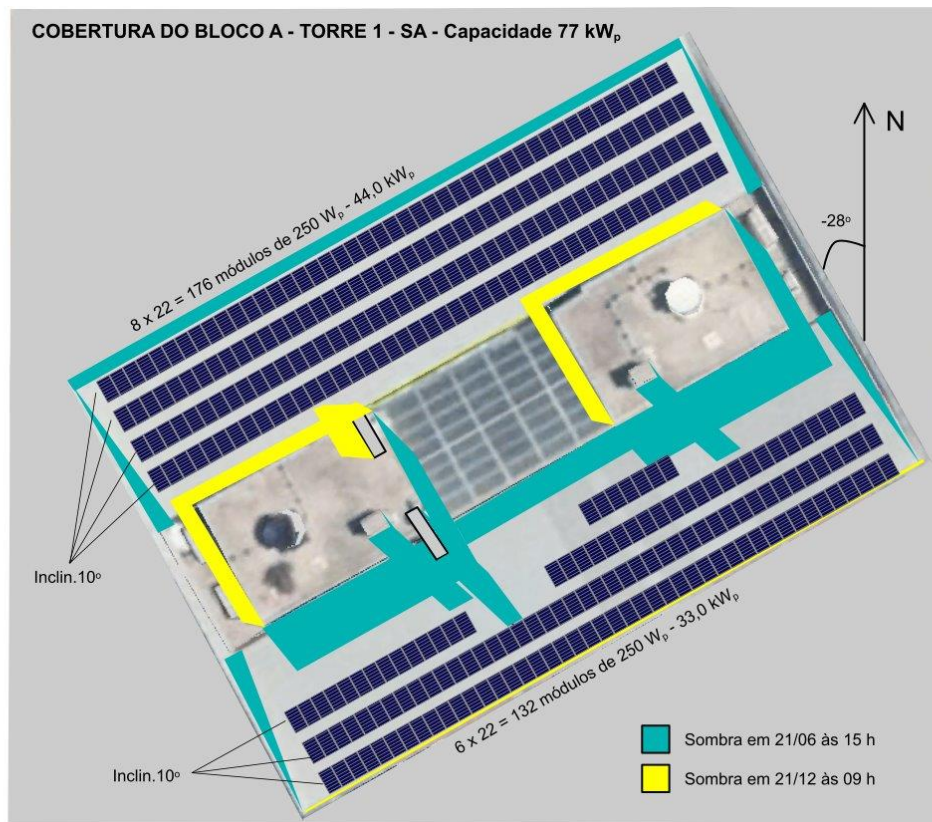 COBERTURA DO BLOCO A - TORRE 1 - SA - Capacidade 77 kWp
N
-28º
8 x 22 = 176 módulos de 250 Wp - 44,0 kWp
Inclin.10º
6 x 22 = 132 módulos de 250 Wp - 33,0 kWp
Inclin.10º
Sombra em 21/06 às 15 h
Sombra em 21/12 às 09 h